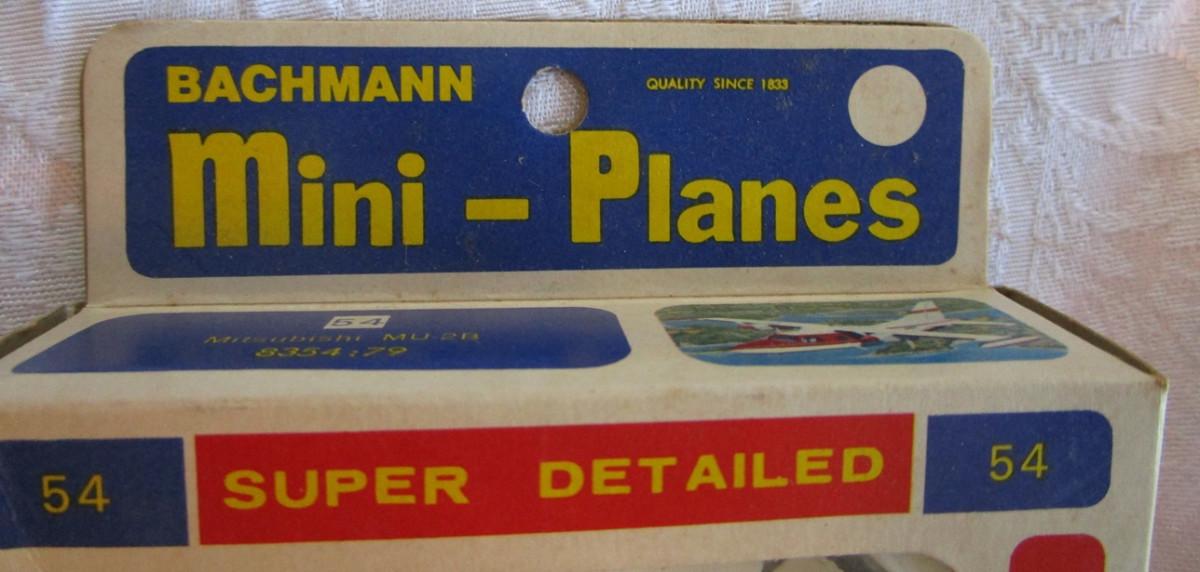 BACHMANN
QUALITY SINCE 1833
Mini - Planes
54
Mitsubishi MU-2B
8354:79
54 SUPER DETAILED 54